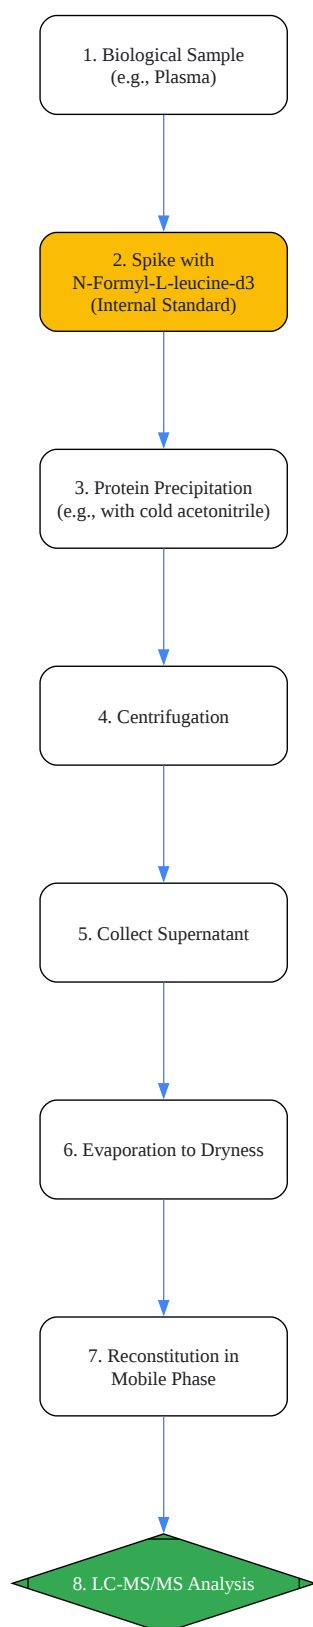 1. Biological Sample
(e.g., Plasma)
2. Spike with
N-Formyl-L-leucine-d3
(Internal Standard)
3. Protein Precipitation
(e.g., with cold acetonitrile)
4. Centrifugation
5. Collect Supernatant
6. Evaporation to Dryness
7. Reconstitution in
Mobile Phase
8. LC-MS/MS Analysis